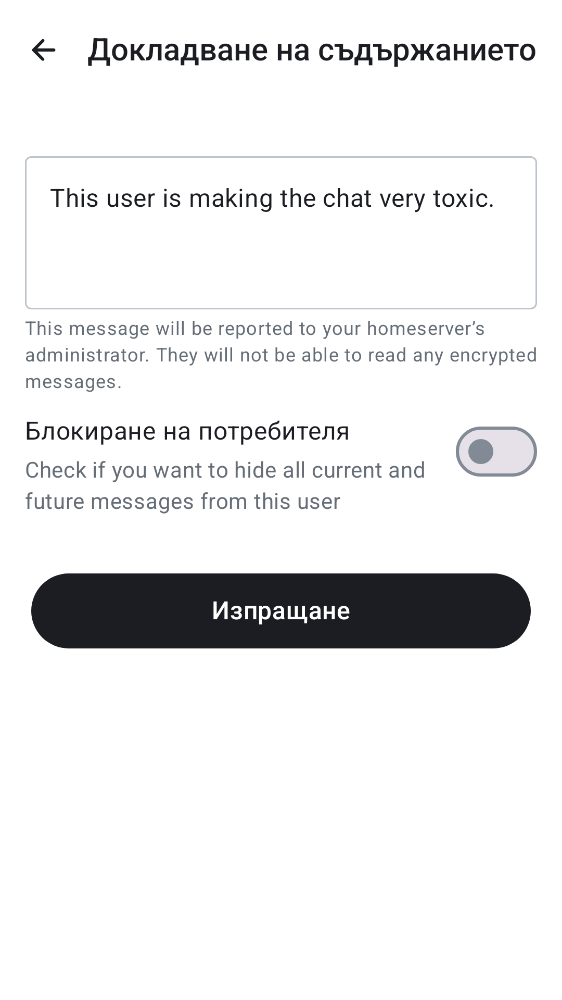 Докладване на съдържанието
This user is making the chat very toxic.
This message will be reported to your homeserver’s
administrator. They will not be able to read any encrypted
messages.
Блокиране на потребителя
Check if you want to hide all current and
future messages from this user
Изпращане